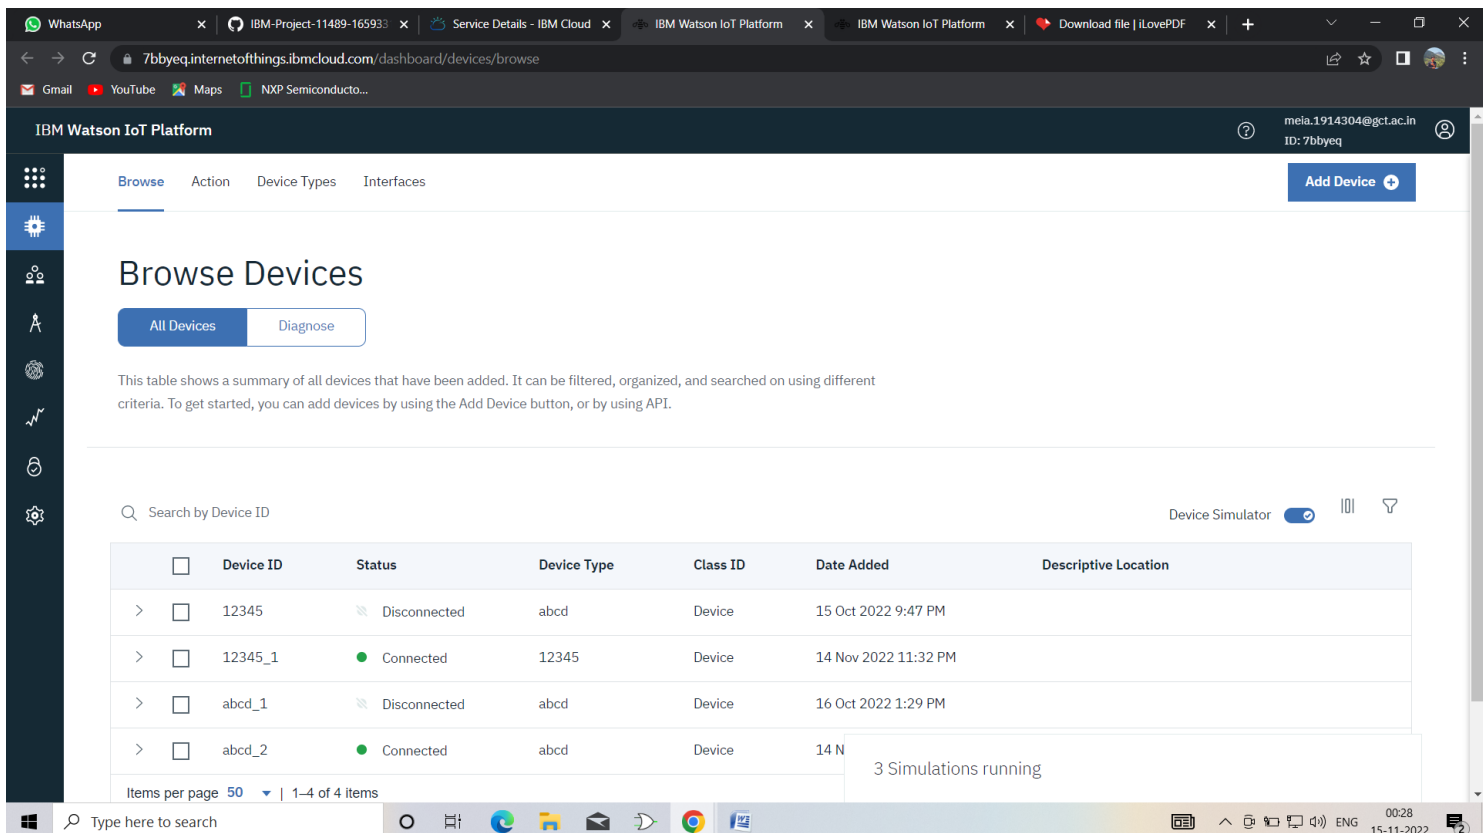 WhatsApp
IBM-Project-11489-165933
Service Details - IBM Cloud
IBM Watson IoT Platform
IBM Watson IoT Platform
Download file | iLovePDF
7bbyeq.internetofthings.ibmcloud.com/dashboard/devices/browse
Gmail YouTube Maps NXP Semiconducto...
IBM Watson IoT Platform
meia.1914304@gct.ac.in
ID: 7bbyeq
Browse Action Device Types Interfaces
Add Device
Browse Devices
All Devices Diagnose
This table shows a summary of all devices that have been added. It can be filtered, organized, and searched on using different
criteria. To get started, you can add devices by using the Add Device button, or by using API.
Search by Device ID
Device Simulator
Device ID Status Device Type Class ID Date Added Descriptive Location
12345 Disconnected abcd Device 15 Oct 2022 9:47 PM
12345_1 Connected 12345 Device 14 Nov 2022 11:32 PM
abcd_1 Disconnected abcd Device 16 Oct 2022 1:29 PM
abcd_2 Connected abcd Device 14 N
3 Simulations running
Items per page 50 | 1–4 of 4 items
Type here to search
ENG
00:28
15-11-2022